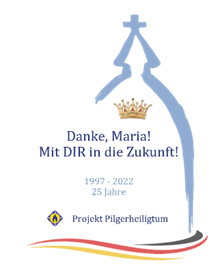 Danke, Maria!
Mit DIR in die Zukunft!
1997 - 2022
25 Jahre
Projekt Pilgerheiligtum